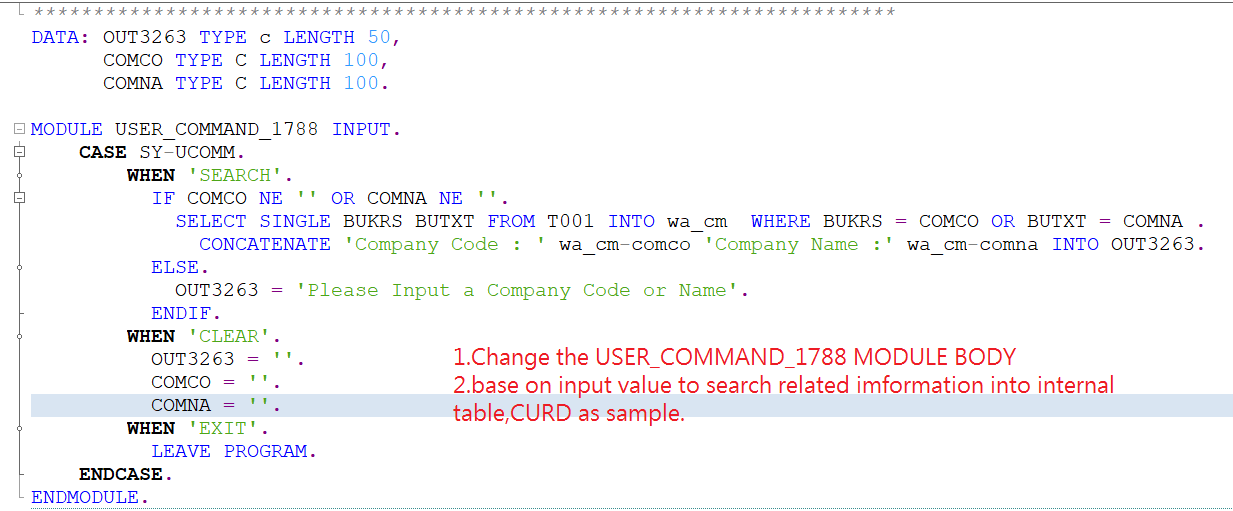 ************************************************************************
DATA: OUT3263 TYPE c LENGTH 50,
COMCO TYPE C LENGTH 100,
COMNA TYPE C LENGTH 100.
MODULE USER_COMMAND_1788 INPUT.
CASE SY-UCOMM.
WHEN 'SEARCH'.
IF COMCO NE '' OR COMNA NE ''.
SELECT SINGLE BUKRS BUTXT FROM T001 INTO wa_cm  WHERE BUKRS = COMCO OR BUTXT = COMNA .
CONCATENATE 'Company Code : ' wa_cm-comco 'Company Name :' wa_cm-comna INTO OUT3263.
ELSE.
OUT3263 = 'Please Input a Company Code or Name'.
ENDIF.
WHEN 'CLEAR'.
OUT3263 = ''.
COMCO = ''.
COMNA = ''.
WHEN 'EXIT'.
LEAVE PROGRAM.
ENDCASE.
ENDMODULE.
1.Change the USER_COMMAND_1788 MODULE BODY
2.base on input value to search related imformation into internal
table,CURD as sample.